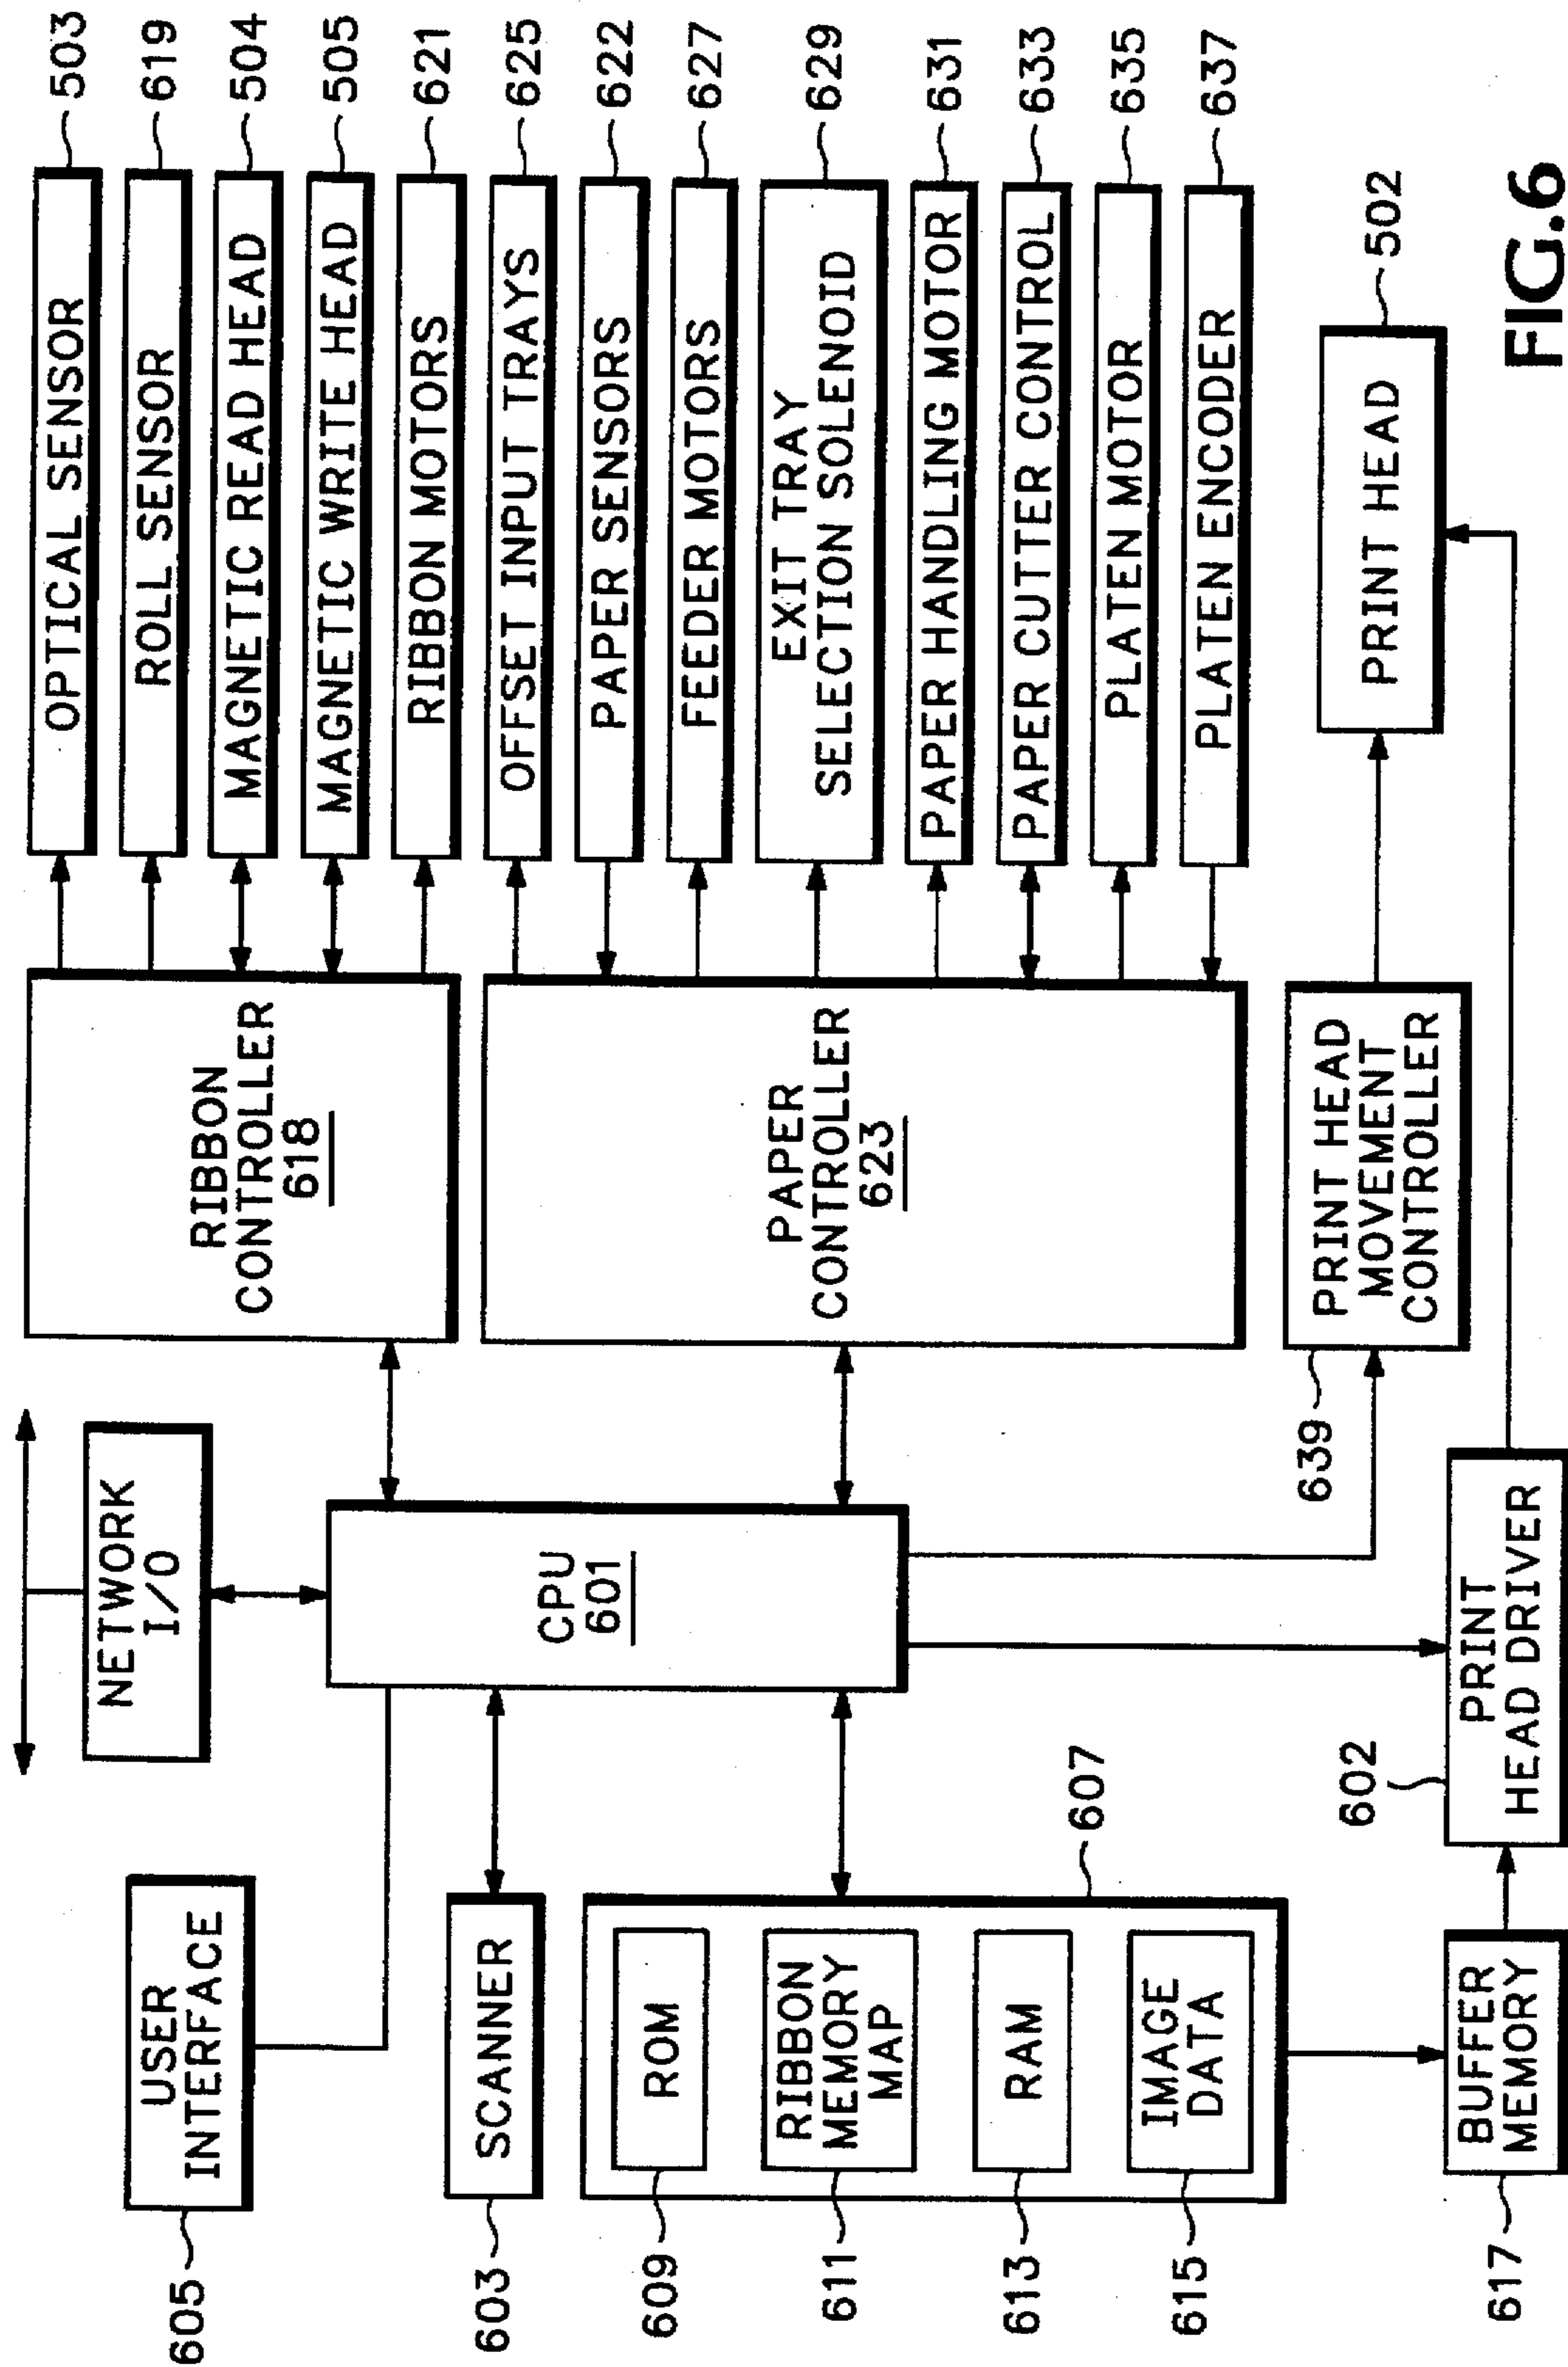 USER
INTERFACE
605
NETWORK
I/O
SCANNER
603
CPU
601
607
ROM
609
RIBBON
MEMORY
MAP
611
RAM
613
IMAGE
DATA
615
BUFFER
MEMORY
617
PRINT
HEAD DRIVER
602
RIBBON
CONTROLLER
618
PAPER
CONTROLLER
623
PRINT HEAD
MOVEMENT
CONTROLLER
639
OPTICAL SENSOR
503
ROLL SENSOR
619
MAGNETIC READ HEAD
504
MAGNETIC WRITE HEAD
505
RIBBON MOTORS
621
OFFSET INPUT TRAYS
625
PAPER SENSORS
622
FEEDER MOTORS
627
EXIT TRAY
SELECTION SOLENOID
629
PAPER HANDLING MOTOR
631
PAPER CUTTER CONTROL
633
PLATEN MOTOR
635
PLATEN ENCODER
637
PRINT HEAD
502
FIG.6